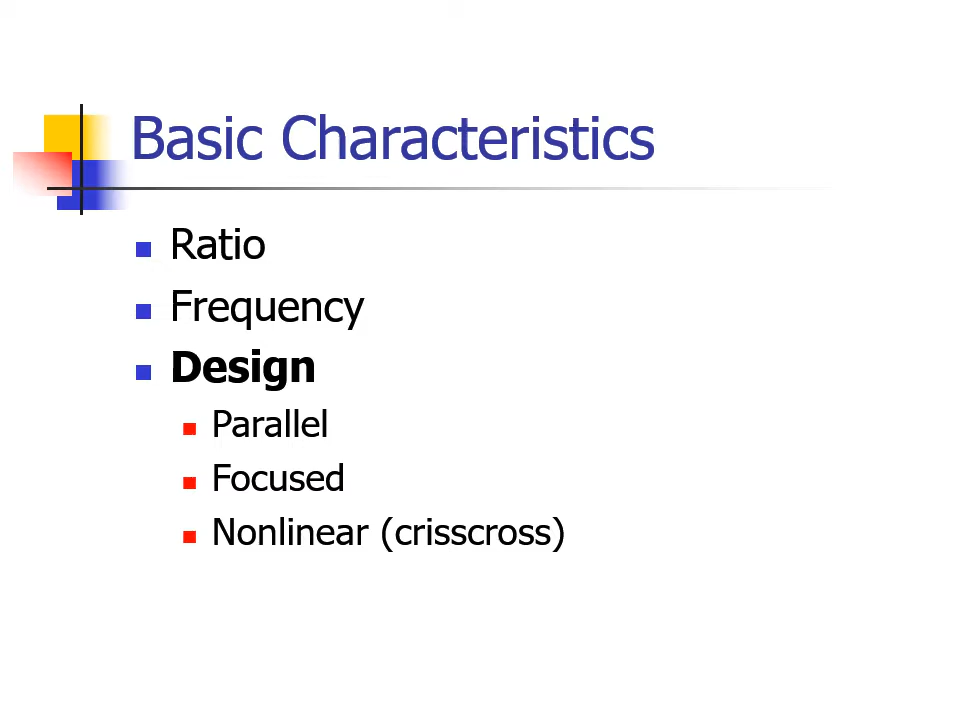 Basic Characteristics
Ratio
Frequency
Design
Parallel
Focused
Nonlinear (crisscross)